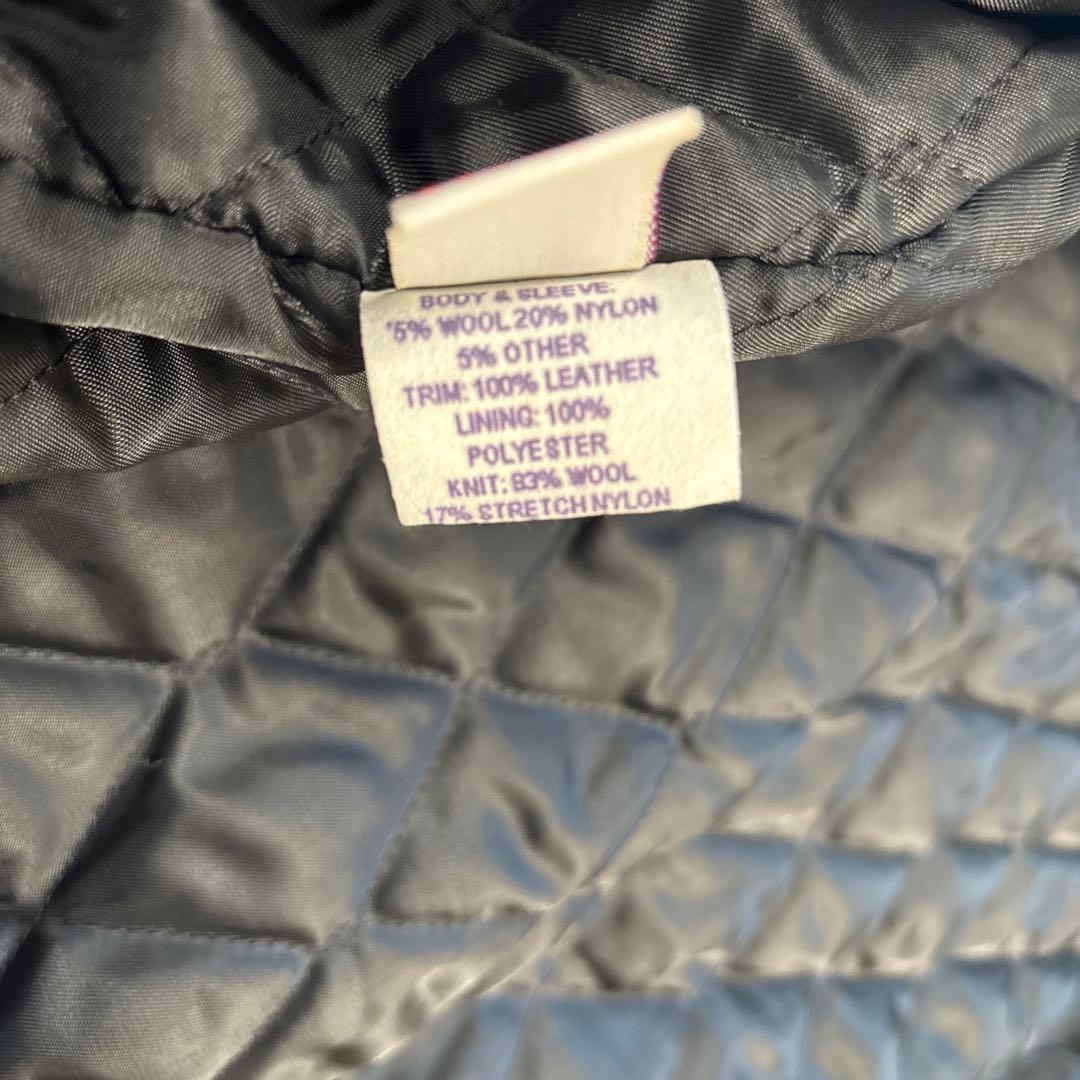 BODY & SLEEVE:
5% WOOL 20% NYLON
5% OTHER
TRIM: 100% LEATHER
LINING: 100%
POLYESTER
KNIT: 83% WOOL
17% STRETCH NYLON